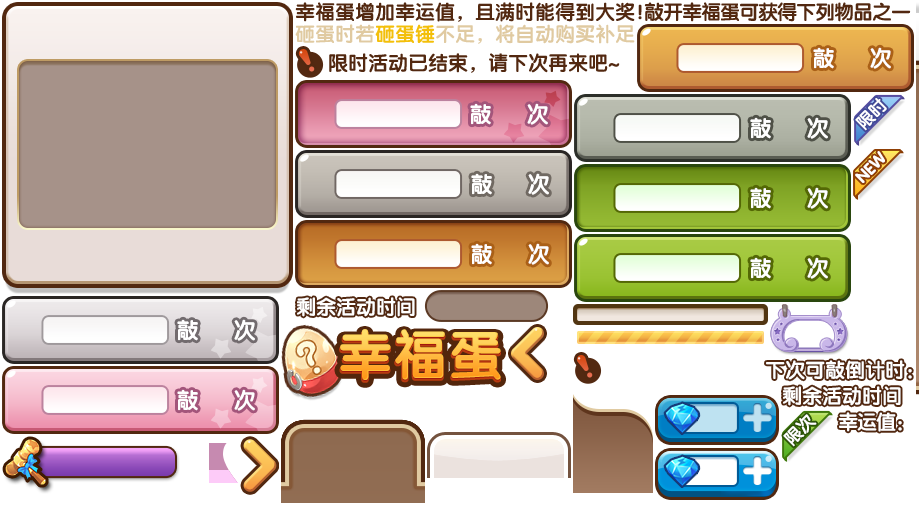 幸福蛋增加幸运值，且满时能得到大奖!敲开幸福蛋可获得下列物品之一
砸蛋时若砸蛋锤不足，将自动购买补足
限时活动已结束，请下次再来吧~
敲 次
敲 次
敲 次
限时
敲 次
敲 次
NEW
敲 次
敲 次
敲 次
剩余活动时间
敲 次
幸福蛋
敲 次
下次可敲倒计时:
剩余活动时间
幸运值:
限次